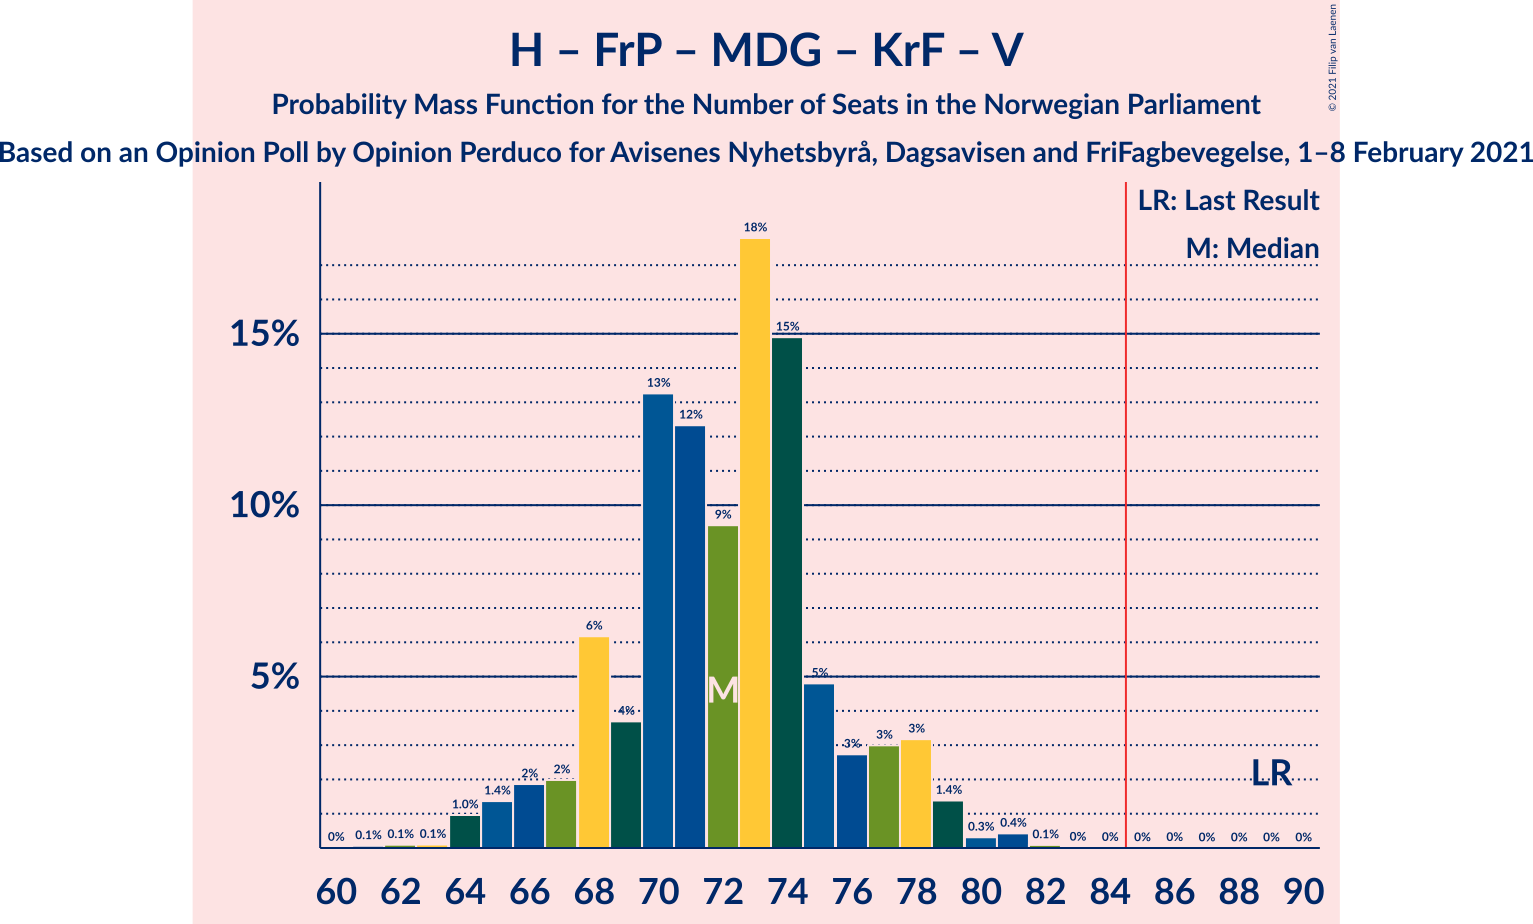 H – FrP – MDG – KrF – V
Probability Mass Function for the Number of Seats in the Norwegian Parliament
Based on an Opinion Poll by Opinion Perduco for Avisenes Nyhetsbyrå, Dagsavisen and FriFagbevegelse, 1–8 February 2021
© 2021 Filip van Laenen
LR: Last Result
M: Median
15%
10%
5%
0% 0.1% 0.1% 0.1% 1.0% 1.4% 2% 2% 6% 4% 13% 12% 9% 18% 15% 5% 3% 3% 3% 1.4% 0.3% 0.4% 0.1% 0% 0% 0% 0% 0% 0% 0% 0%
M
LR
60 62 64 66 68 70 72 74 76 78 80 82 84 86 88 90